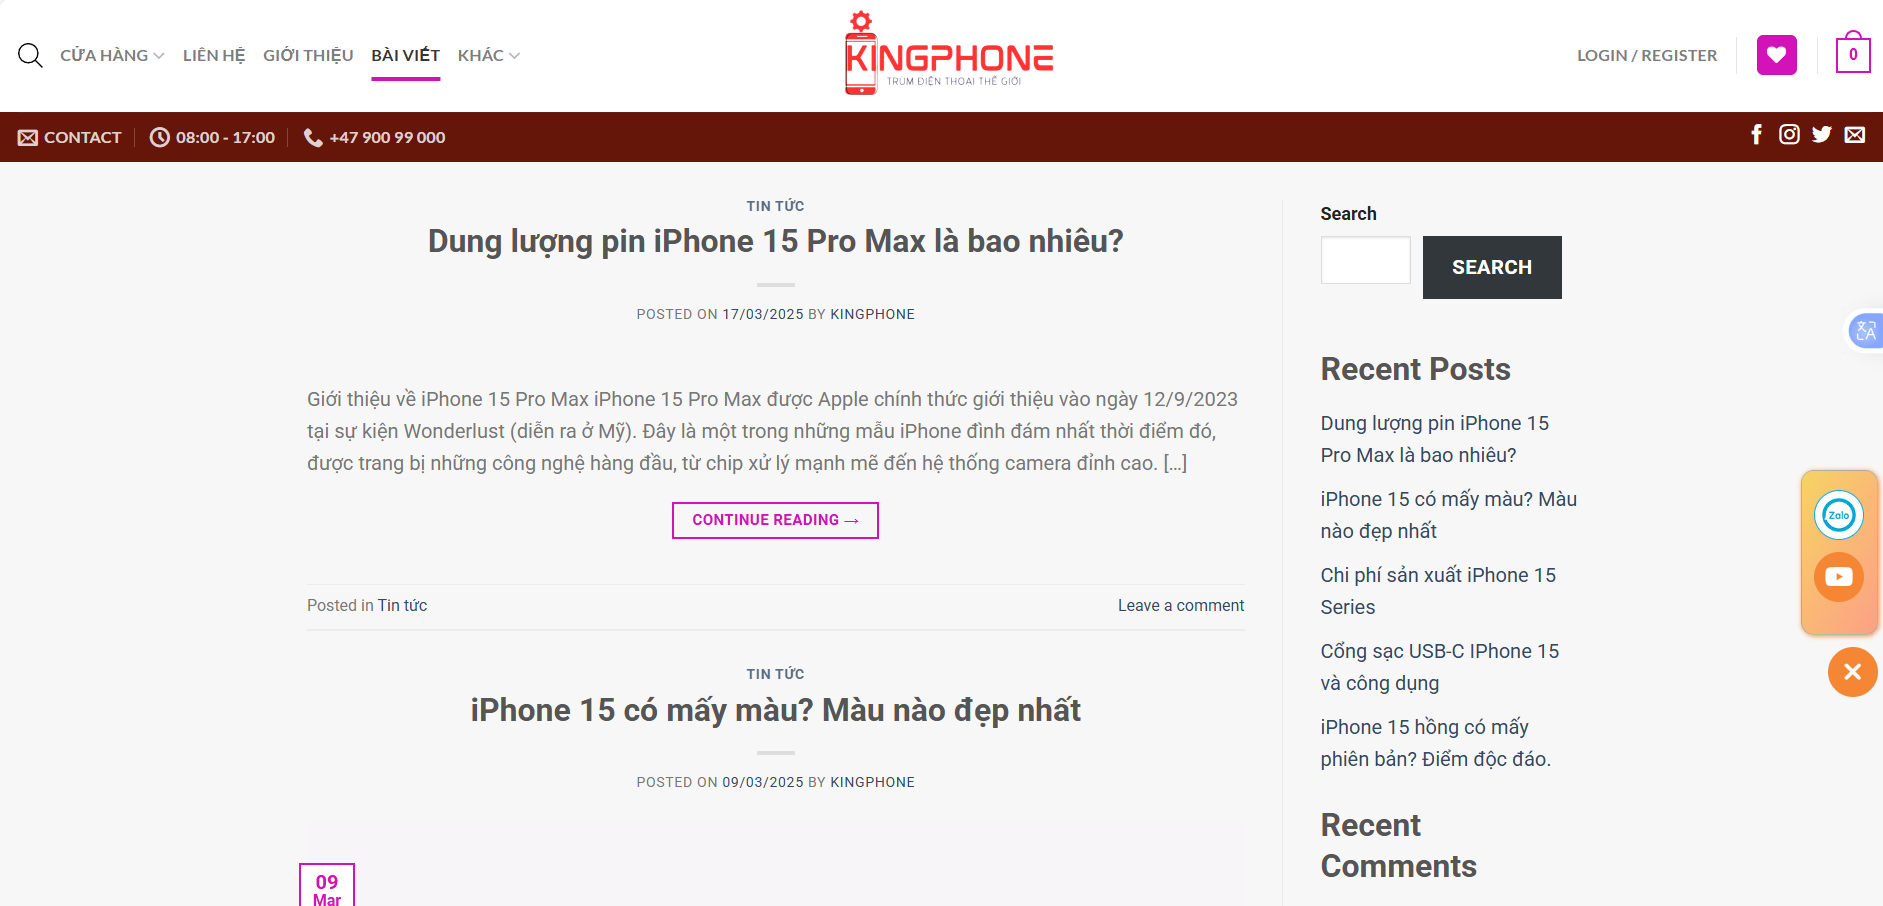 CỬA HÀNG
LIÊN HỆ
GIỚI THIỆU
BÀI VIẾT
KHÁC
KINGPHONE
TRÙM ĐIỆN THOẠI THẾ GIỚI
LOGIN / REGISTER
0
CONTACT
08:00 - 17:00
+47 900 99 000
TIN TỨC
Dung lượng pin iPhone 15 Pro Max là bao nhiêu?
POSTED ON 17/03/2025 BY KINGPHONE
Giới thiệu về iPhone 15 Pro Max iPhone 15 Pro Max được Apple chính thức giới thiệu vào ngày 12/9/2023
tại sự kiện Wonderlust (diễn ra ở Mỹ). Đây là một trong những mẫu iPhone đình đám nhất thời điểm đó,
được trang bị những công nghệ hàng đầu, từ chip xử lý mạnh mẽ đến hệ thống camera đỉnh cao. [...]
CONTINUE READING →
Posted in Tin tức
Leave a comment
TIN TỨC
iPhone 15 có mấy màu? Màu nào đẹp nhất
POSTED ON 09/03/2025 BY KINGPHONE
09
Mar
Search
SEARCH
Recent Posts
Dung lượng pin iPhone 15
Pro Max là bao nhiêu?
iPhone 15 có mấy màu? Màu
nào đẹp nhất
Chi phí sản xuất iPhone 15
Series
Cổng sạc USB-C IPhone 15
và công dụng
iPhone 15 hồng có mấy
phiên bản? Điểm độc đáo.
Recent
Comments
Zalo